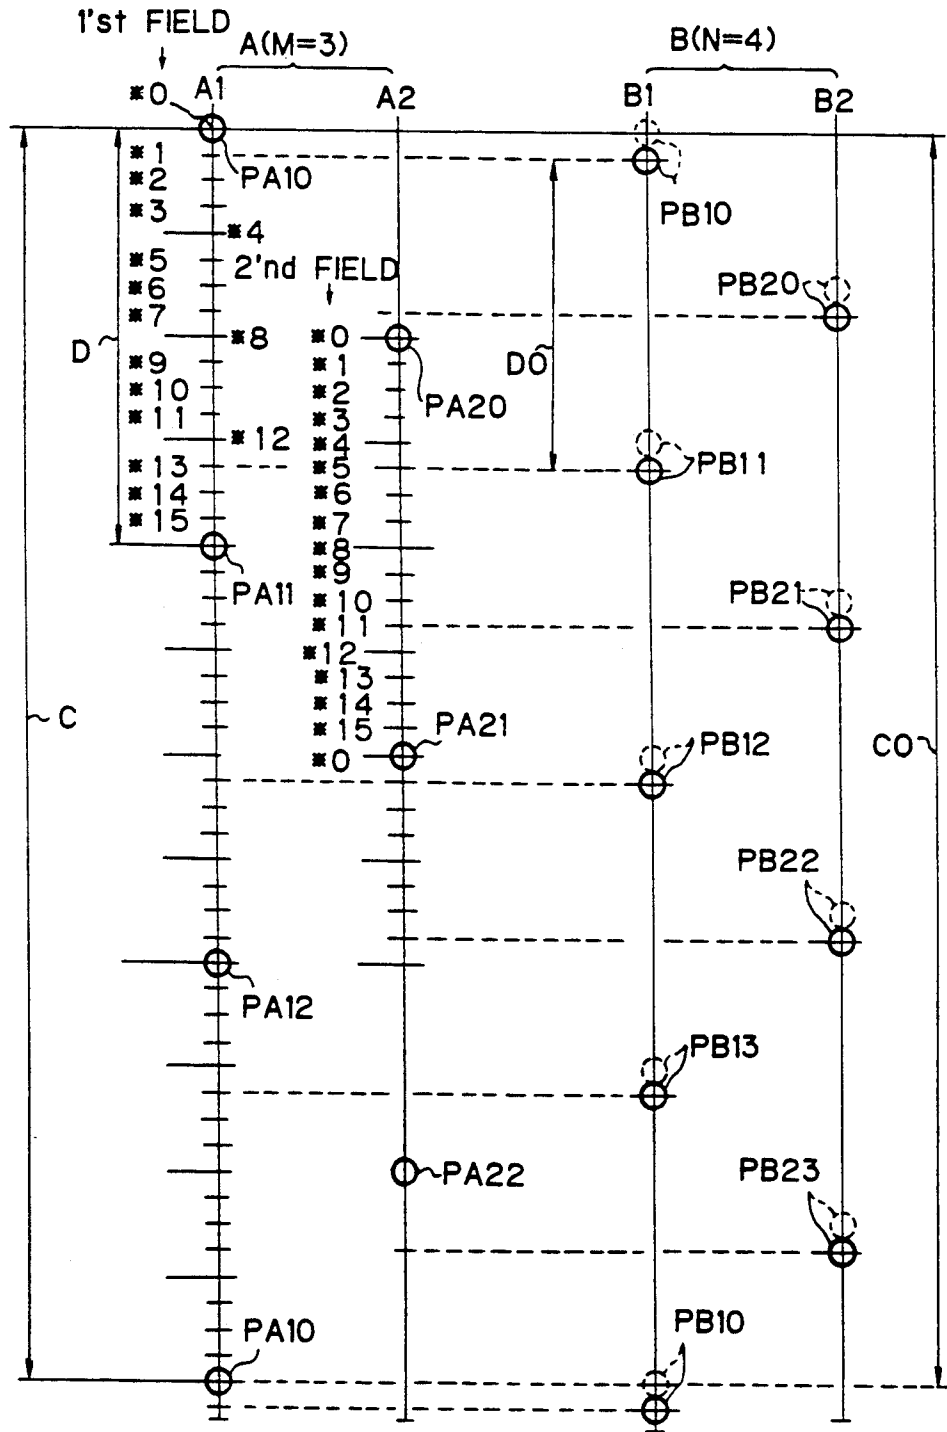 1'st FIELD
A(M=3)
B(N=4)
※0
A1
A2
B1
B2
※1
PA10
※2
PB10
※3
※4
※5
2'nd FIELD
※6
PB20
※7
D
※8
※0
※9
※1
D0
※10
※2
PA20
※11
※3
※12
※4
※13
※5
PB11
※14
※6
※15
※7
※8
※9
PA11
※10
PB21
※11
※12
※13
※14
C
※15
PA21
PB12
C0
※0
PB22
PA12
PB13
PA22
PB23
PA10
PB10